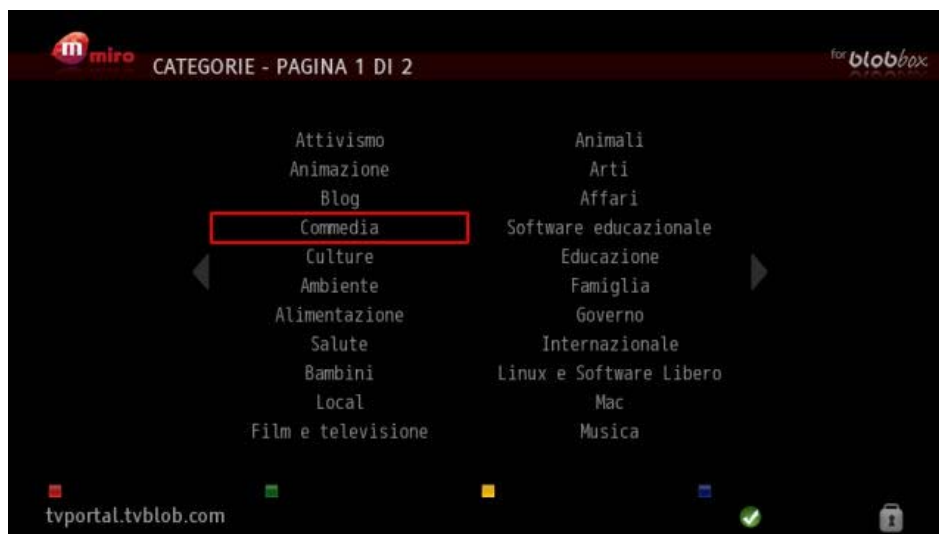 miro
CATEGORIE - PAGINA 1 DI 2
for blobbox
Attivismo
Animali
Animazione
Arti
Blog
Affari
Commedia
Software educazionale
Culture
Educazione
Ambiente
Famiglia
Alimentazione
Governo
Salute
Internazionale
Bambini
Linux e Software Libero
Local
Mac
Film e televisione
Musica
tvportal.tvblob.com